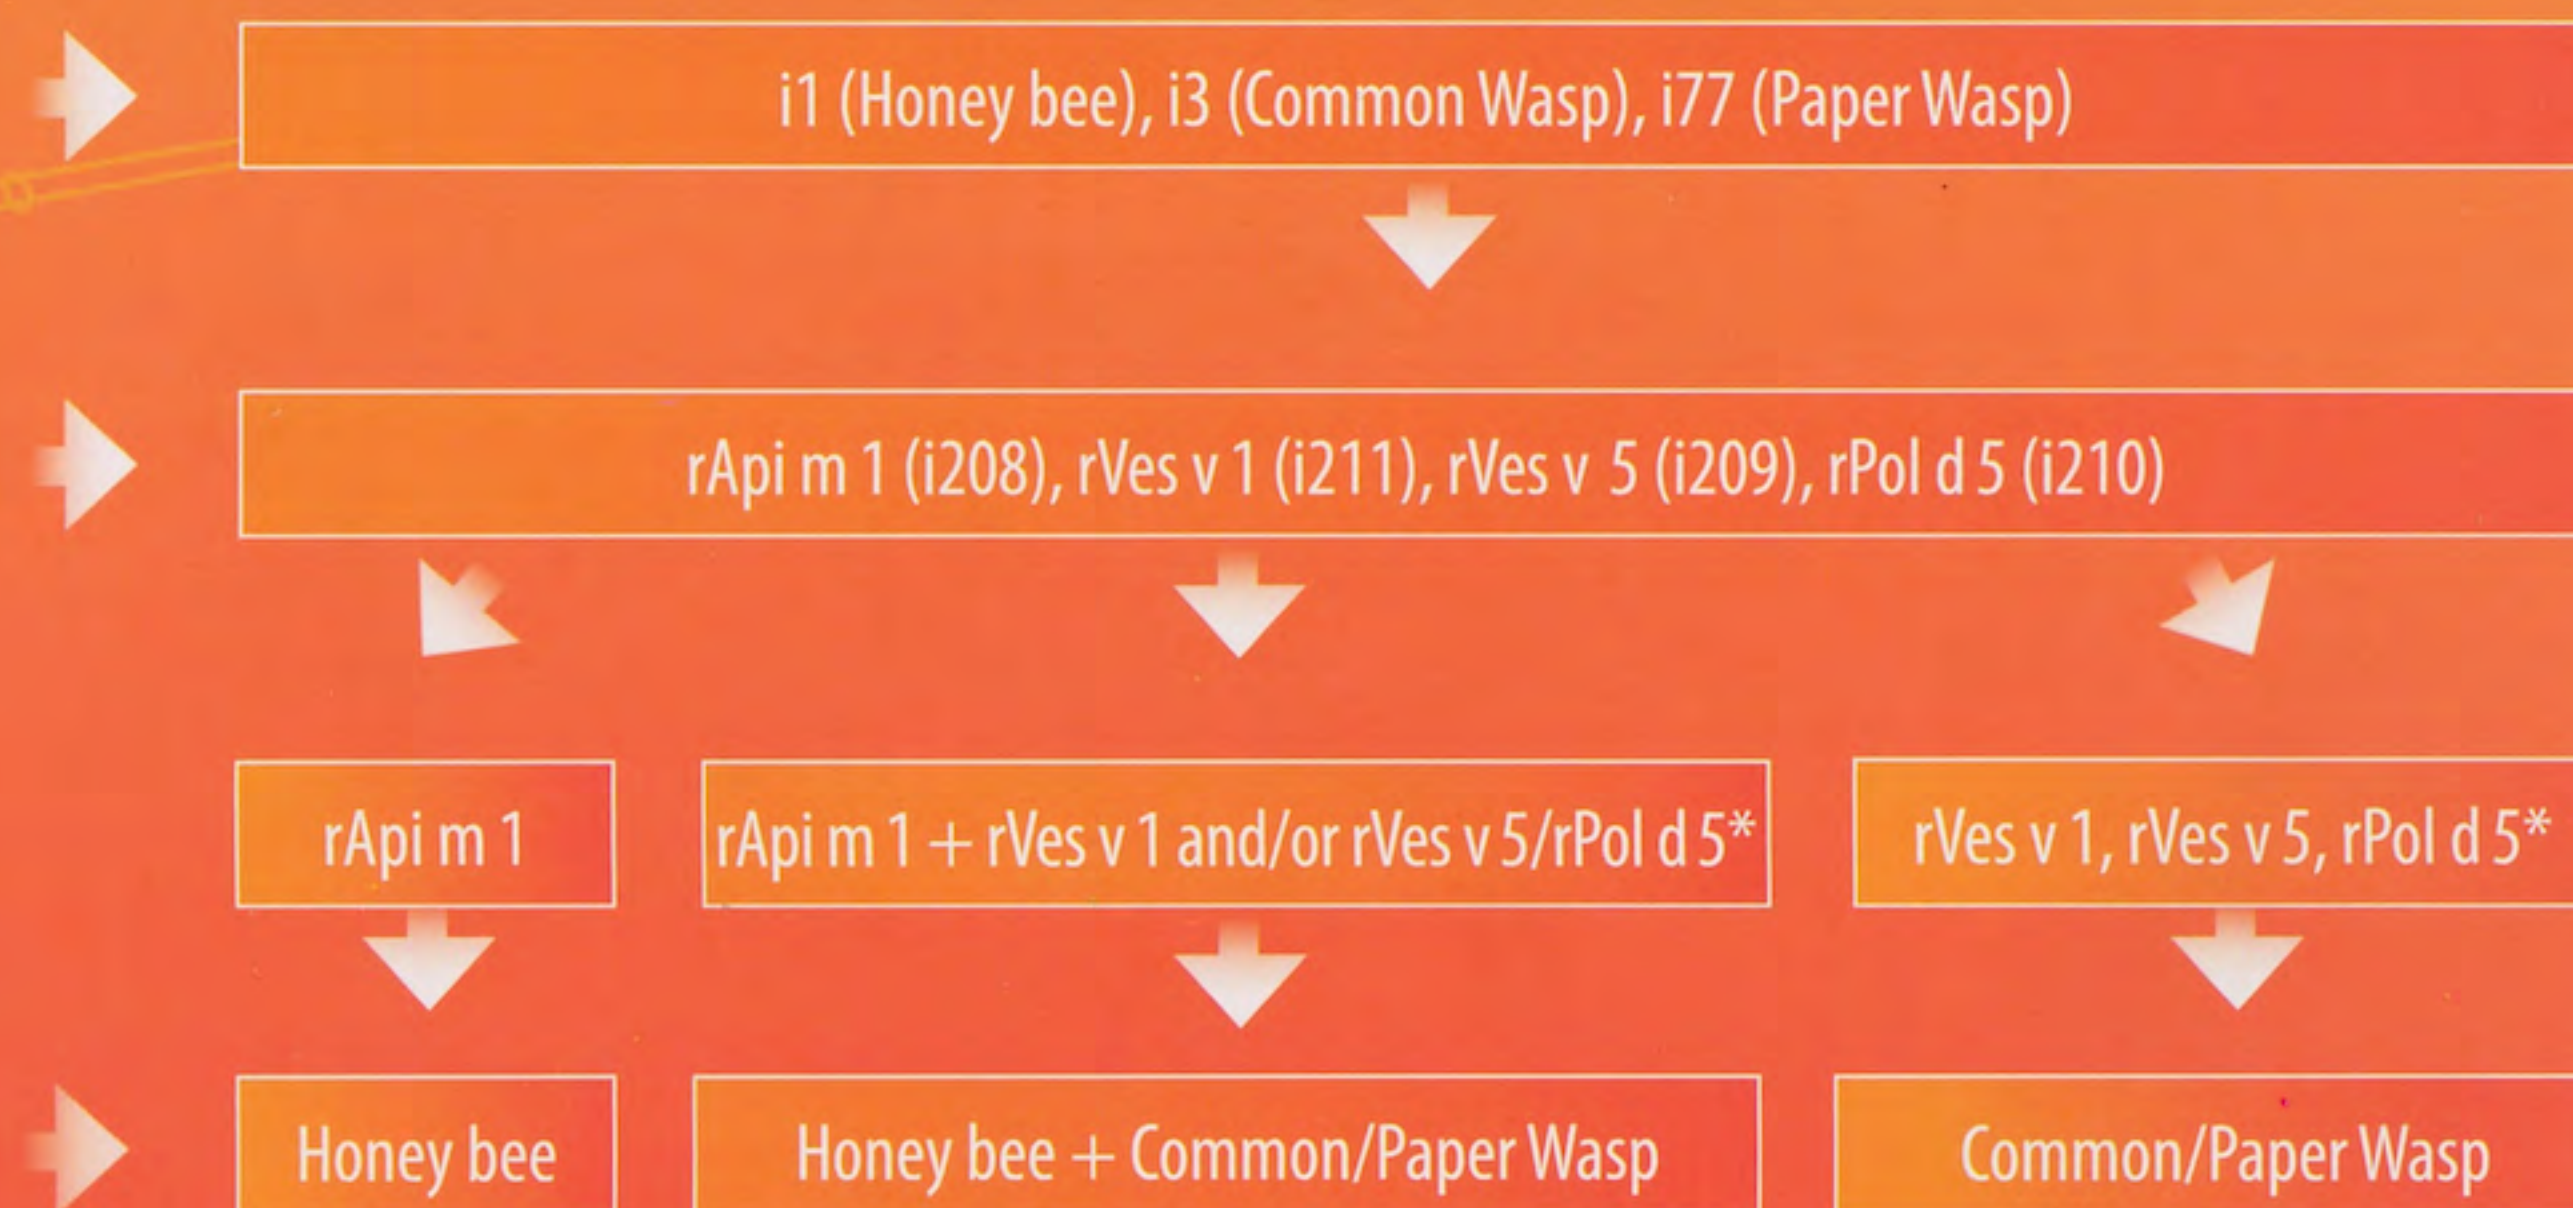 i1 (Honey bee), i3 (Common Wasp), i77 (Paper Wasp)
rApi m 1 (i208), rVes v 1 (i211), rVes v 5 (i209), rPol d 5 (i210)
rApi m 1
rApi m 1 + rVes v 1 and/or rVes v 5/rPol d 5*
rVes v 1, rVes v 5, rPol d 5*
Honey bee
Honey bee + Common/Paper Wasp
Common/Paper Wasp